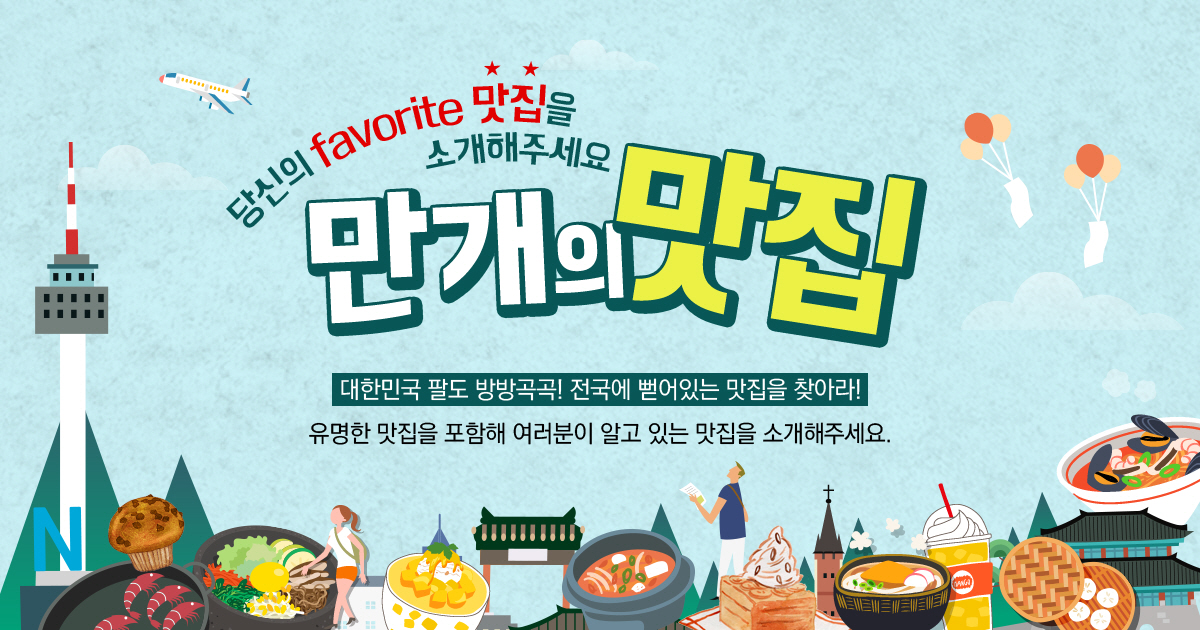 당신의 favorite 맛집을
소개해주세요
만개의맛집
대한민국 팔도 방방곡곡! 전국에 뻗어있는 맛집을 찾아라!
유명한 맛집을 포함해 여러분이 알고 있는 맛집을 소개해주세요.
N